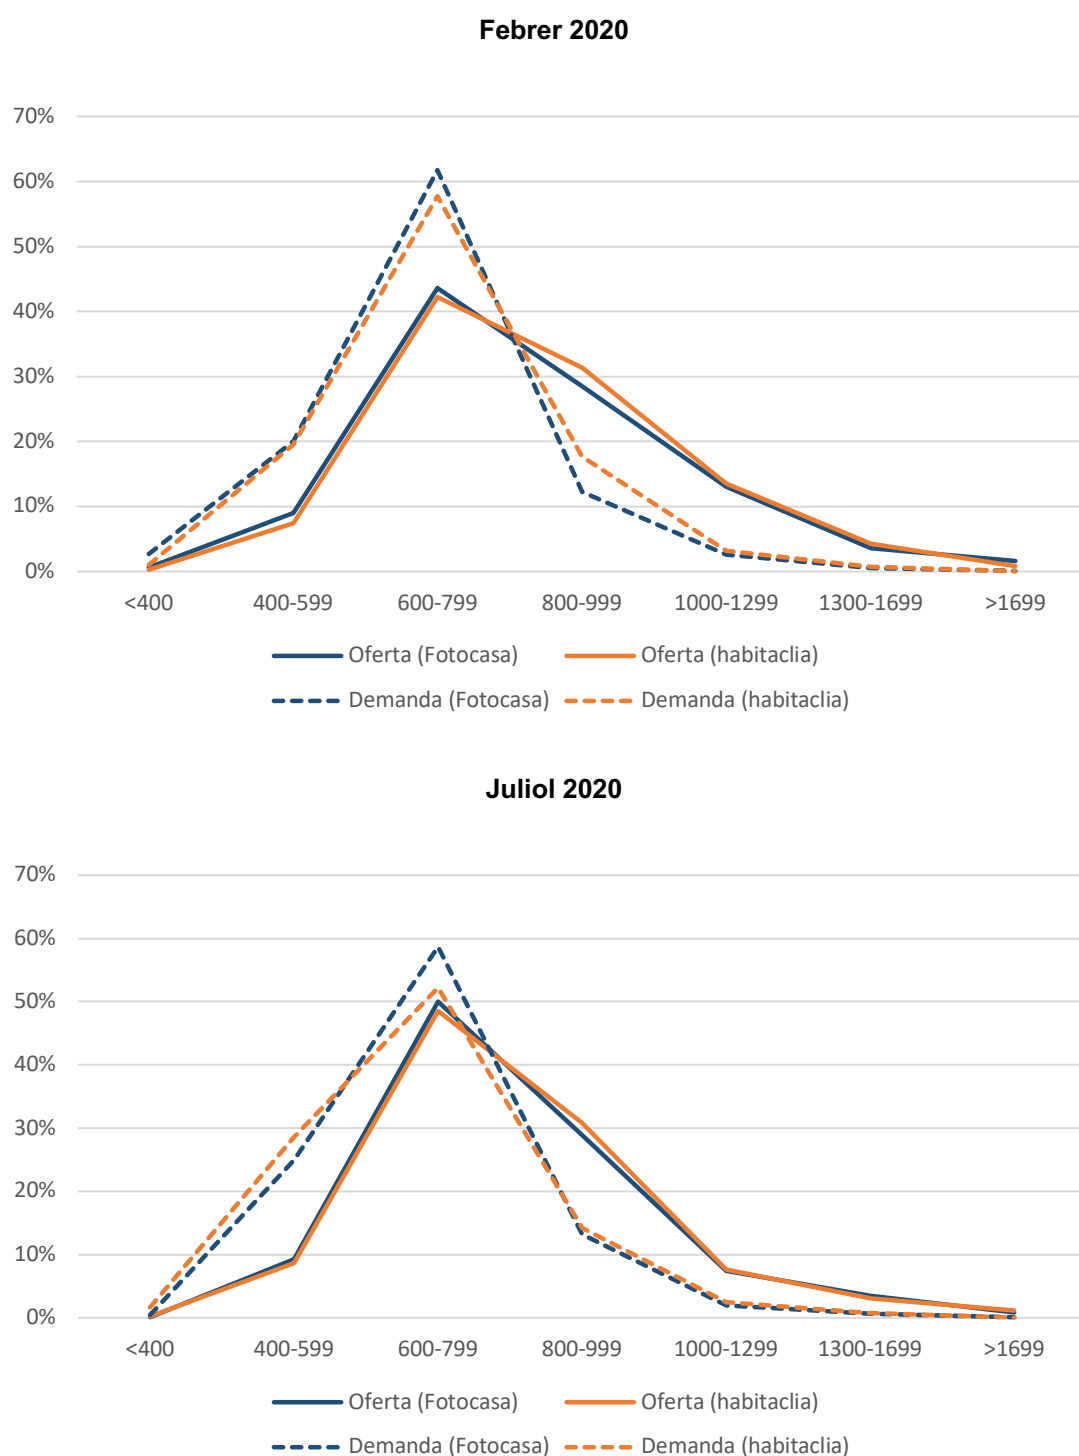 Febrer 2020
70%
60%
50%
40%
30%
20%
10%
0%
<400 400-599 600-799 800-999 1000-1299 1300-1699 >1699
Oferta (Fotocasa) Oferta (habitaclia)
Demanda (Fotocasa) Demanda (habitaclia)
Juliol 2020
70%
60%
50%
40%
30%
20%
10%
0%
<400 400-599 600-799 800-999 1000-1299 1300-1699 >1699
Oferta (Fotocasa) Oferta (habitaclia)
Demanda (Fotocasa) Demanda (habitaclia)